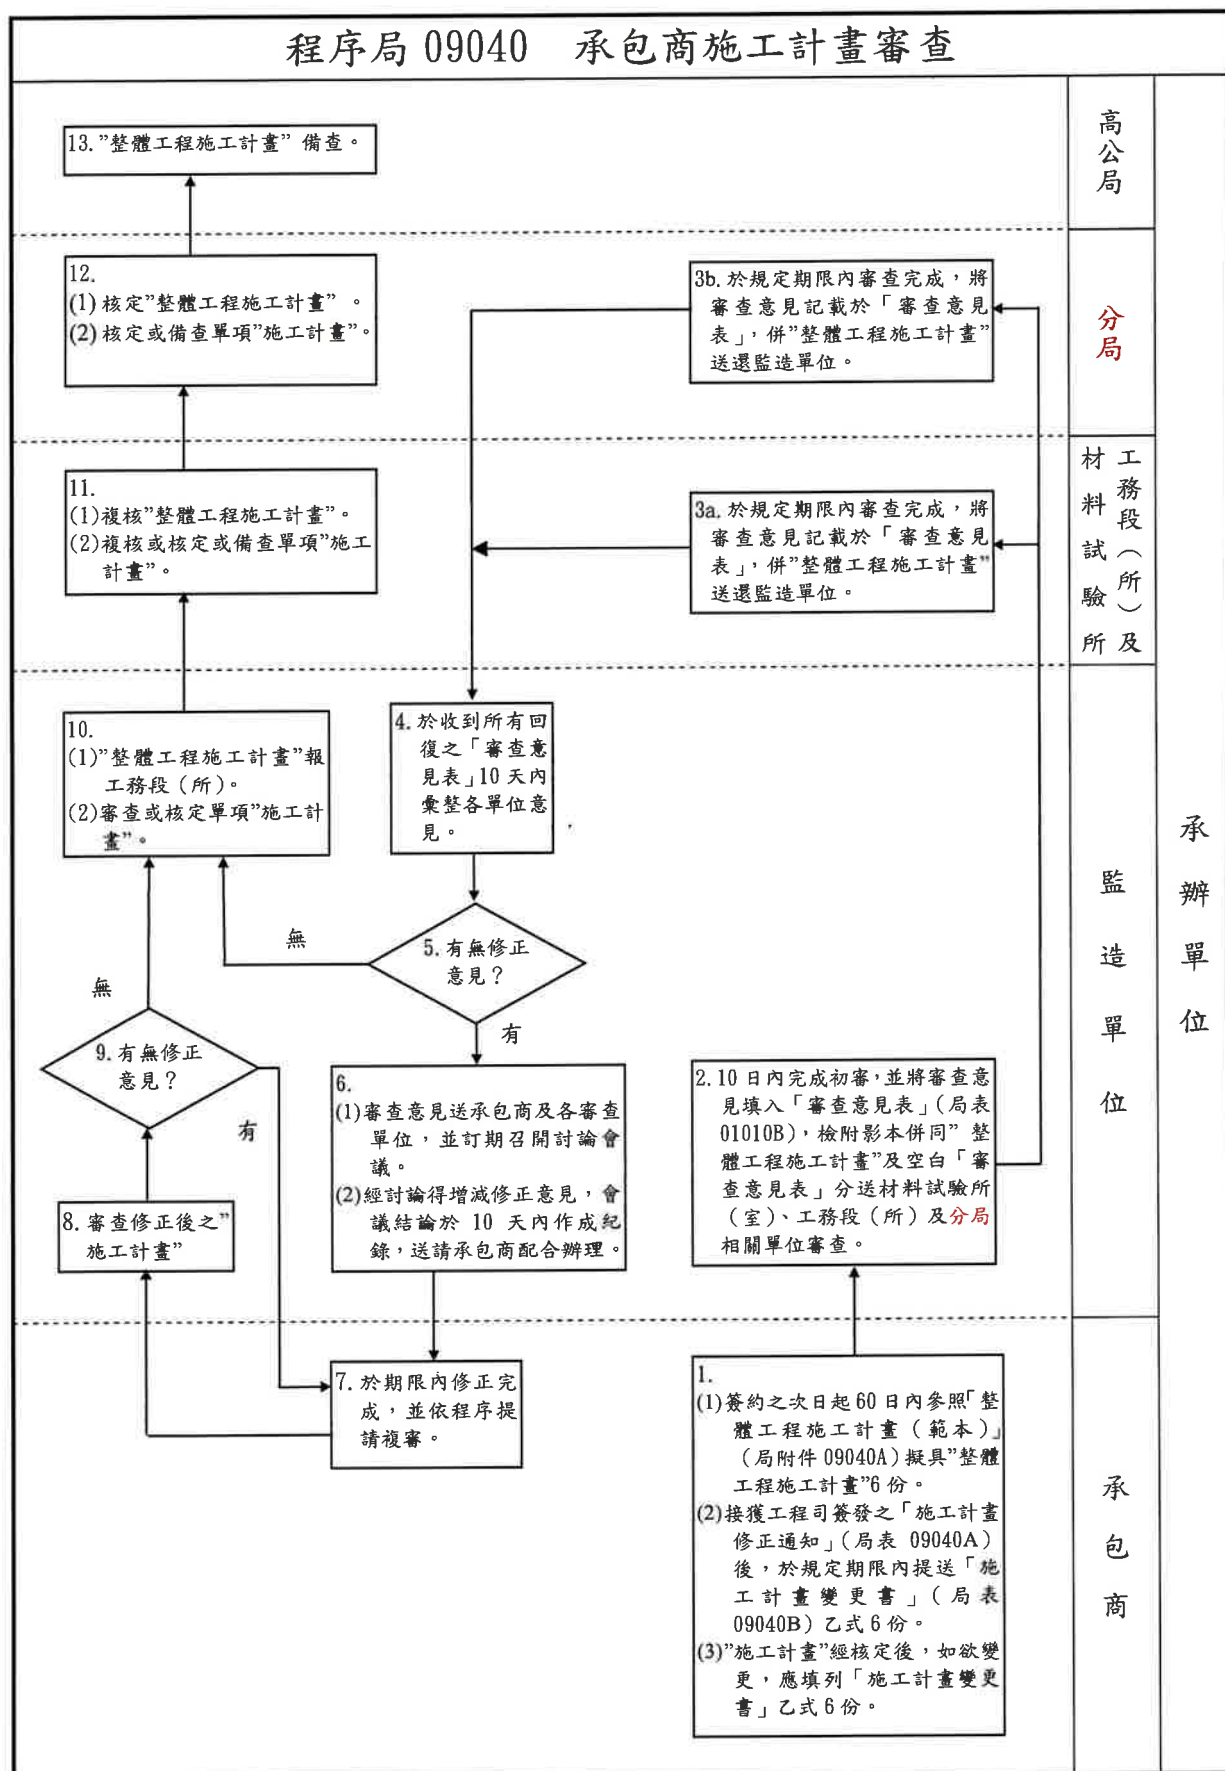 程序局 09040　承包商施工計畫審查
13.”整體工程施工計畫” 備查。
高公局
12.
(1) 核定”整體工程施工計畫” 。
(2) 核定或備查單項”施工計畫”。
3b. 於規定期限內審查完成，將
審查意見記載於「審查意見
表」，併”整體工程施工計畫”
送還監造單位。
分局
11.
(1)複核”整體工程施工計畫”。
(2)複核或核定或備查單項”施工
計畫”。
3a. 於規定期限內審查完成，將
審查意見記載於「審查意見
表」，併”整體工程施工計畫”
送還監造單位。
工務段（所）及
材料試驗所
10.
(1)”整體工程施工計畫”報
工務段（所）。
(2)審查或核定單項”施工計
畫”。
4. 於收到所有回
復之「審查意
見表」10 天內
彙整各單位意
見。
無
5. 有無修正
意見？
有
無
9. 有無修正
意見？
有
6.
(1)審查意見送承包商及各審查
單位，並訂期召開討論會
議。
(2)經討論得增減修正意見，會
議結論於 10 天內作成紀
錄，送請承包商配合辦理。
2. 10 日內完成初審，並將審查意
見填入「審查意見表」（局表
01010B），檢附影本併同” 整
體工程施工計畫”及空白「審
查意見表」分送材料試驗所
（室）、工務段（所）及分局
相關單位審查。
8. 審查修正後之”
施工計畫”
監造單位
承辦單位
7. 於期限內修正完
成，並依程序提
請複審。
1.
(1)簽約之次日起 60 日內參照「整
體工程施工計畫（範本）」
（局附件 09040A）擬具”整體
工程施工計畫”6 份。
(2)接獲工程司簽發之「施工計畫
修正通知」（局表 09040A）
後，於規定期限內提送「施
工計畫變更書」（局表
09040B）乙式 6 份。
(3)”施工計畫”經核定後，如欲變
更，應填列「施工計畫變更
書」乙式 6 份。
承包商